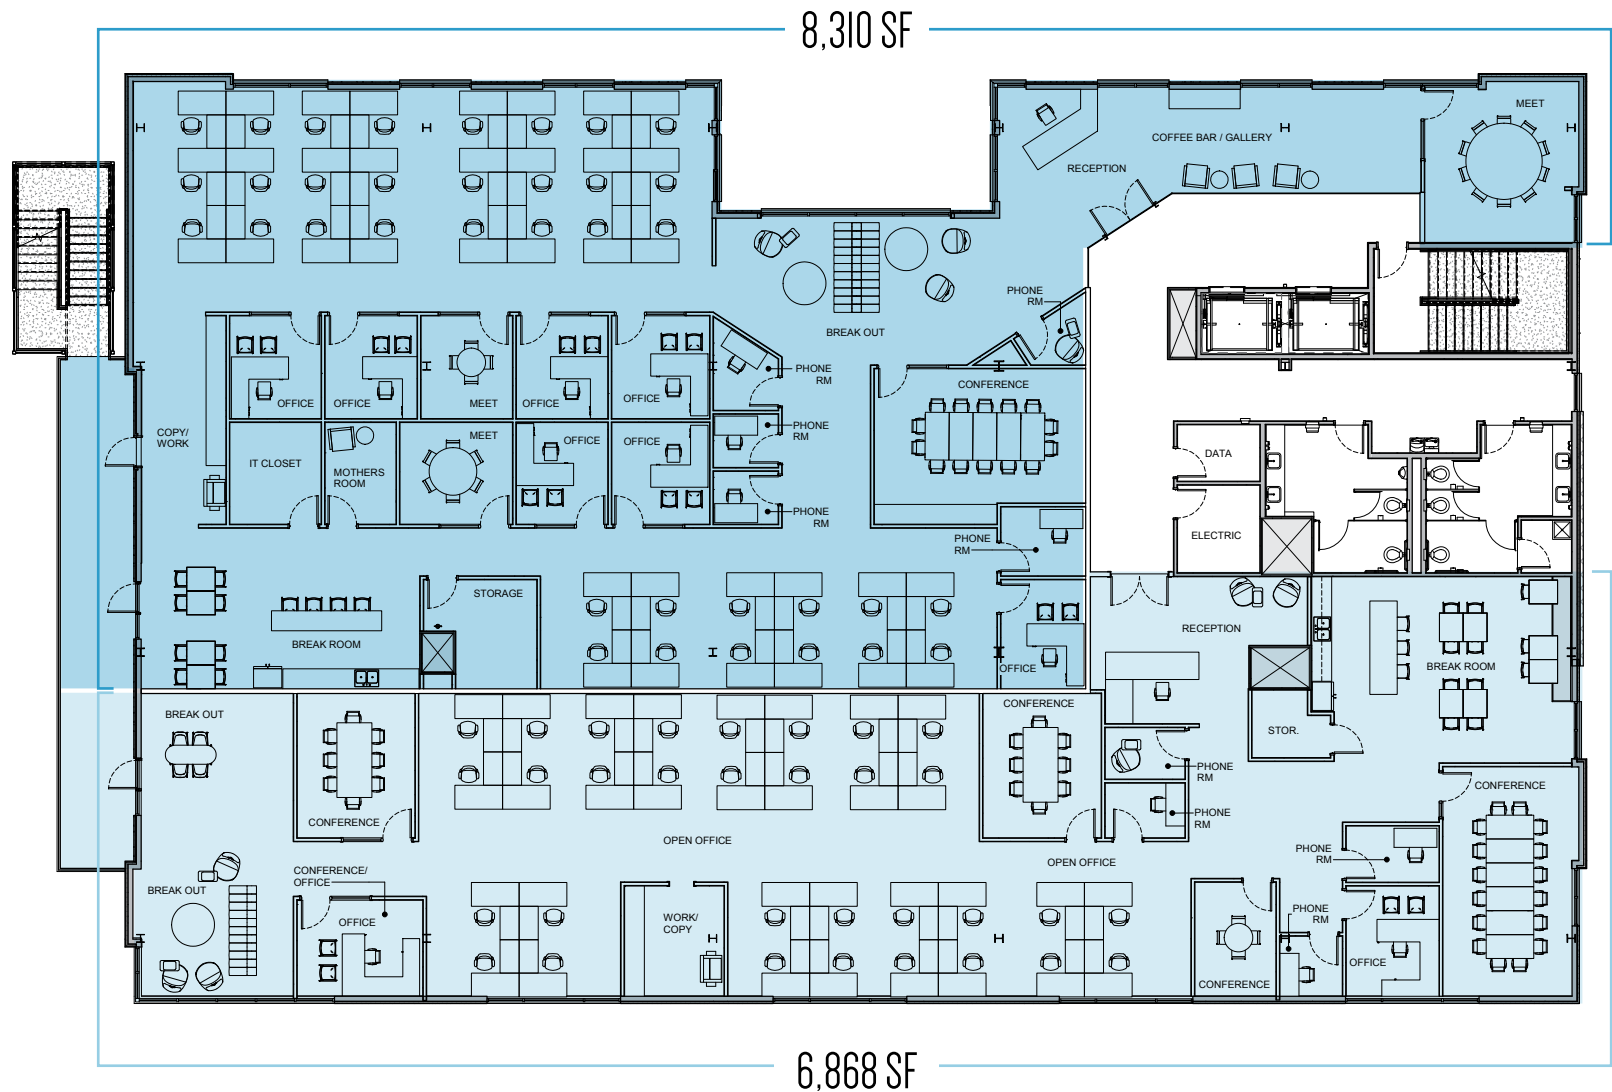 8,310 SF
MEET
COFFEE BAR / GALLERY
RECEPTION
PHONE
RM
BREAK OUT
PHONE
RM
CONFERENCE
OFFICE
OFFICE
MEET
OFFICE
OFFICE
COPY/
WORK
PHONE
RM
IT CLOSET
MOTHERS
ROOM
MEET
OFFICE
OFFICE
DATA
PHONE
RM
PHONE
RM
ELECTRIC
STORAGE
BREAK ROOM
OFFICE
RECEPTION
BREAK ROOM
BREAK OUT
CONFERENCE
STOR.
PHONE
RM
CONFERENCE
PHONE
RM
CONFERENCE
OPEN OFFICE
OPEN OFFICE
PHONE
RM
CONFERENCE/
OFFICE
BREAK OUT
OFFICE
WORK/
COPY
PHONE
RM
OFFICE
CONFERENCE
6,868 SF